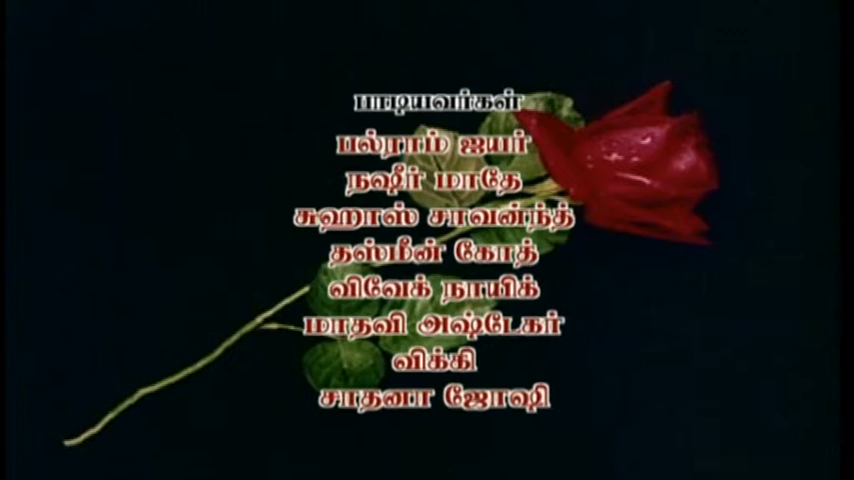 பாடியவர்கள்
பல்ராம் ஐயர்
நஷீர் மாதே
சுஹாஸ் சாவன்ந்த்
தஸ்மீன் கோத்
விவேக் நாயிக்
மாதவி அஷ்டேகர்
விக்கி
சாதனா ஜோஷி